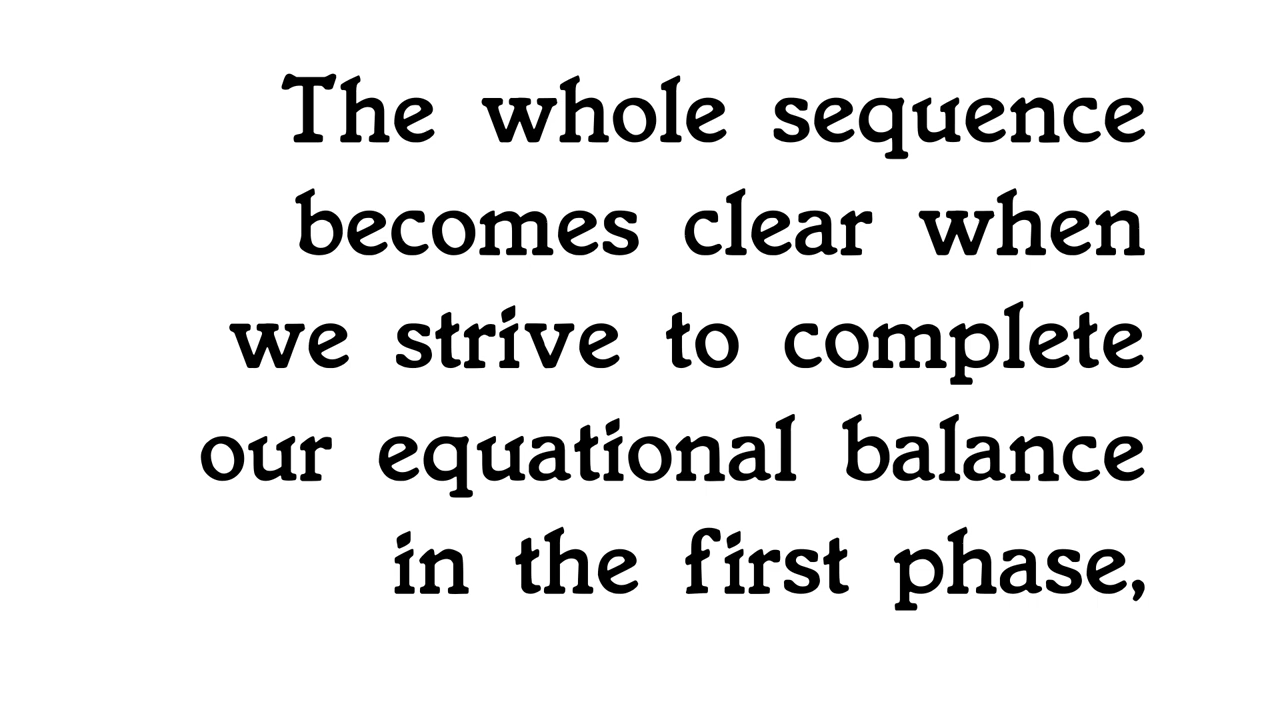 The whole sequence
becomes clear when
we strive to complete
our equational balance
in the first phase,